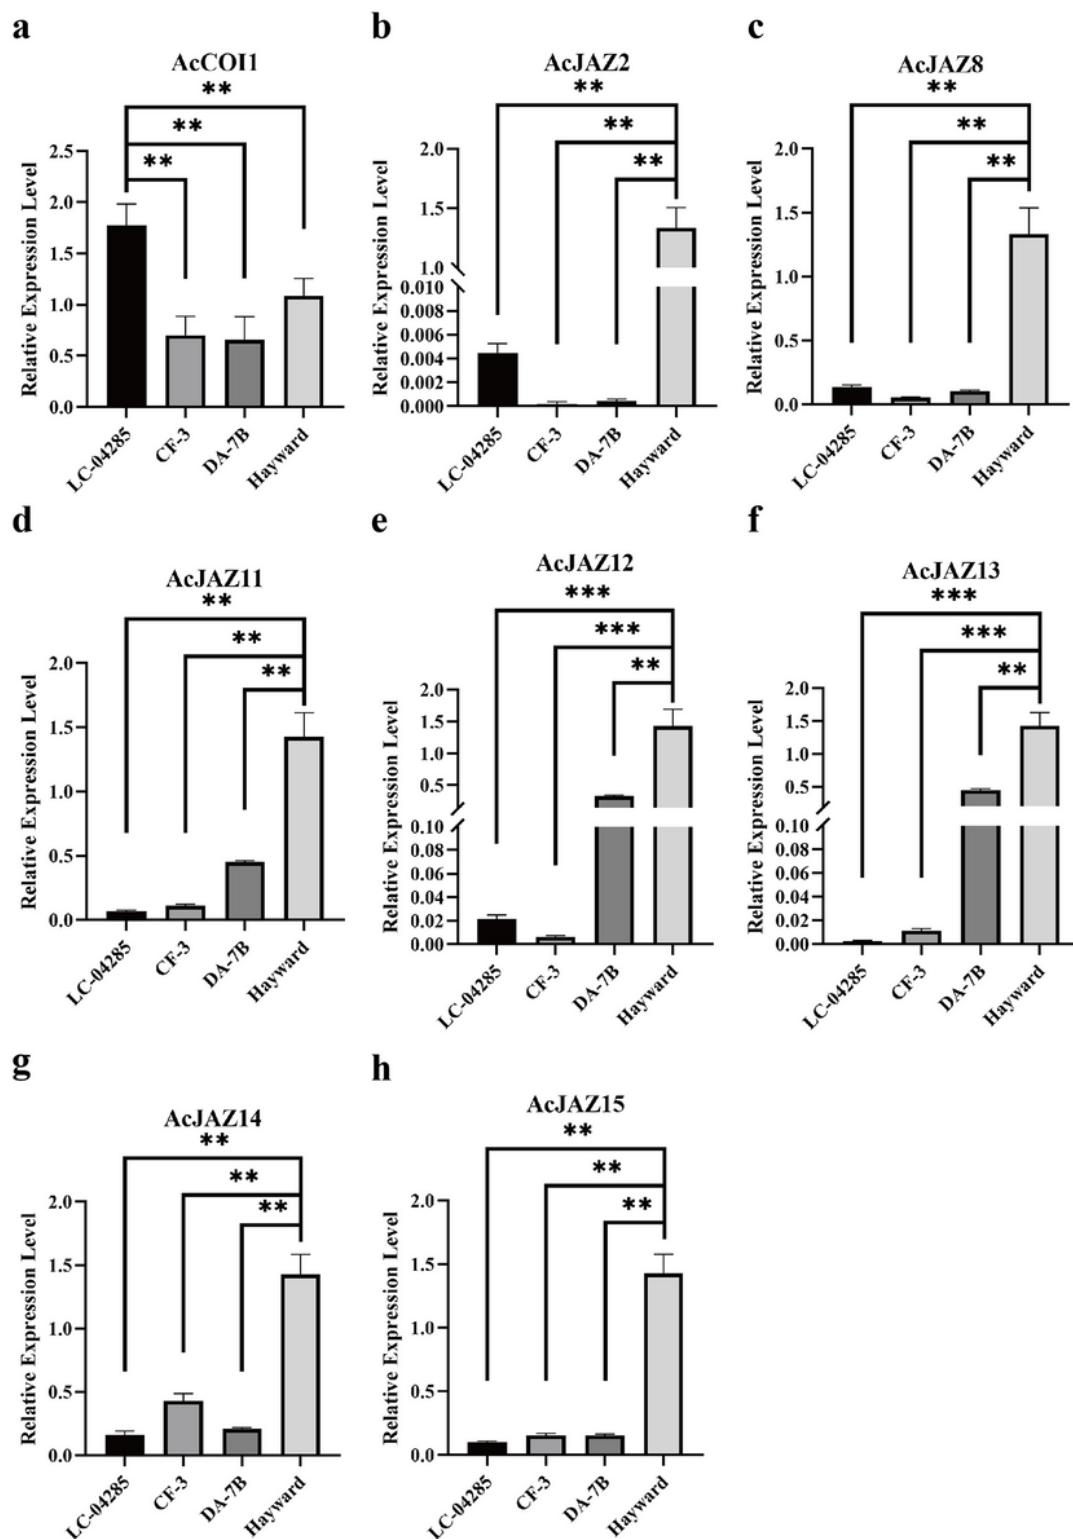 a
AcCOI1
**
**
**
Relative Expression Level
2.5
2.0
1.5
1.0
0.5
0.0
LC-04285
CF-3
DA-7B
Hayward
b
AcJAZ2
**
**
**
Relative Expression Level
2.0
1.5
1.0
0.010
0.008
0.006
0.004
0.002
0.000
LC-04285
CF-3
DA-7B
Hayward
c
AcJAZ8
**
**
**
Relative Expression Level
2.0
1.5
1.0
0.5
0.0
LC-04285
CF-3
DA-7B
Hayward
d
AcJAZ11
**
**
**
Relative Expression Level
2.0
1.5
1.0
0.5
0.0
LC-04285
CF-3
DA-7B
Hayward
e
AcJAZ12
***
***
**
Relative Expression Level
2.0
1.5
1.0
0.5
0.10
0.08
0.06
0.04
0.02
0.00
LC-04285
CF-3
DA-7B
Hayward
f
AcJAZ13
***
***
**
Relative Expression Level
2.0
1.5
1.0
0.5
0.10
0.08
0.06
0.04
0.02
0.00
LC-04285
CF-3
DA-7B
Hayward
g
AcJAZ14
**
**
**
Relative Expression Level
2.0
1.5
1.0
0.5
0.0
LC-04285
CF-3
DA-7B
Hayward
h
AcJAZ15
**
**
**
Relative Expression Level
2.0
1.5
1.0
0.5
0.0
LC-04285
CF-3
DA-7B
Hayward